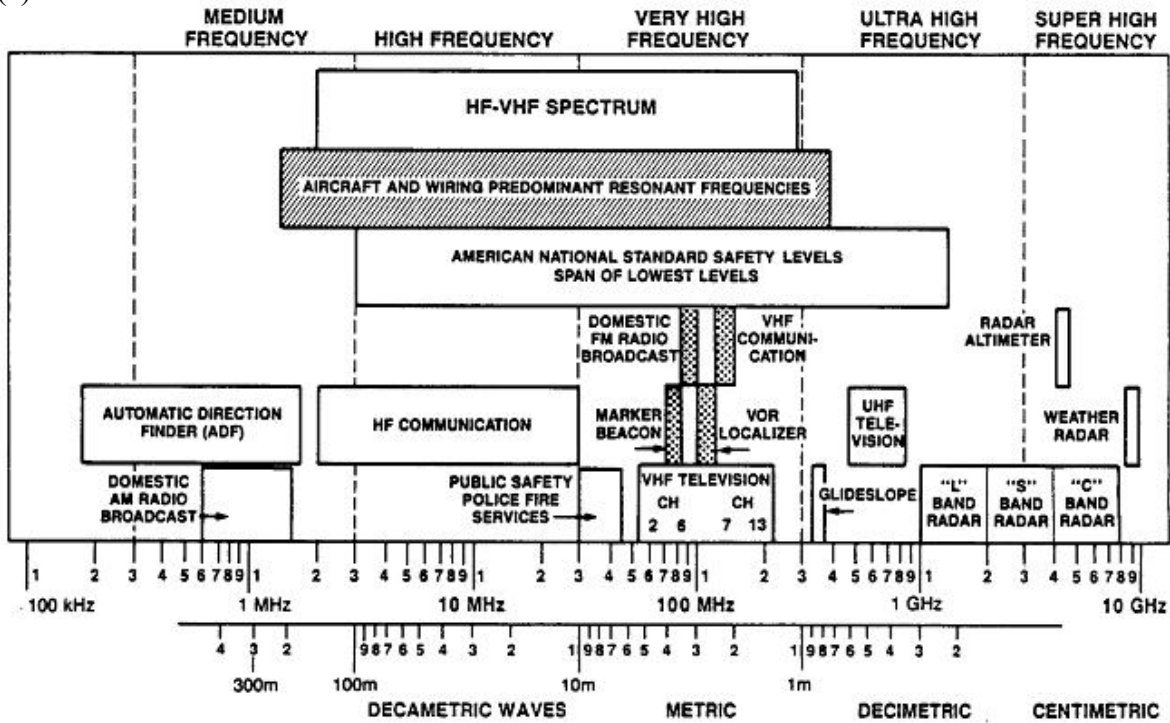 MEDIUM FREQUENCY
HIGH FREQUENCY
VERY HIGH FREQUENCY
ULTRA HIGH FREQUENCY
SUPER HIGH FREQUENCY
HF-VHF SPECTRUM
AIRCRAFT AND WIRING PREDOMINANT RESONANT FREQUENCIES
AMERICAN NATIONAL STANDARD SAFETY LEVELS
SPAN OF LOWEST LEVELS
DOMESTIC
FM RADIO
BROADCAST
VHF
COMMUNI-
CATION
RADAR
ALTIMETER
AUTOMATIC DIRECTION
FINDER (ADF)
HF COMMUNICATION
MARKER
BEACON
VOR
LOCALIZER
UHF
TELE-
VISION
WEATHER
RADAR
DOMESTIC
AM RADIO
BROADCAST
PUBLIC SAFETY
POLICE FIRE
SERVICES
VHF TELEVISION
CH CH
2 6 7 13
GLIDESLOPE
"L"
BAND
RADAR
"S"
BAND
RADAR
"C"
BAND
RADAR
1 2 3 4 5 6 7 8 9 1 2 3 4 5 6 7 8 9 1 2 3 4 5 6 7 8 9 1 2 3 4 5 6 7 8 9 1 2 3 4 5 6 7 8 9
100 kHz 1 MHz 10 MHz 100 MHz 1 GHz 10 GHz
4 3 2 9 8 7 6 5 4 3 2 1 9 8 7 6 5 4 3 2 1 9 8 7 6 5 4 3 2
300m 100m 10m 1m
DECAMETRIC WAVES METRIC DECIMETRIC CENTIMETRIC